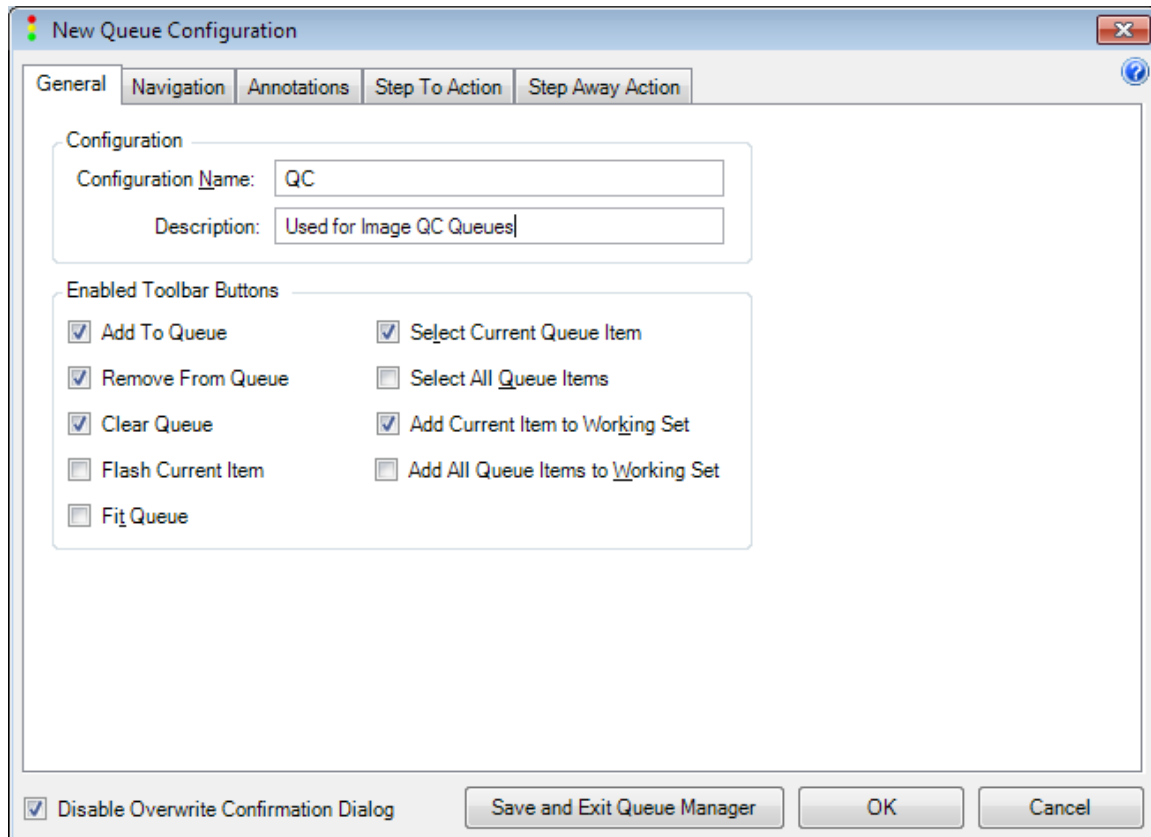 New Queue Configuration
General Navigation Annotations Step To Action Step Away Action
Configuration
Configuration Name: QC
Description: Used for Image QC Queues
Enabled Toolbar Buttons
Add To Queue Select Current Queue Item
Remove From Queue Select All Queue Items
Clear Queue Add Current Item to Working Set
Flash Current Item Add All Queue Items to Working Set
Fit Queue
Disable Overwrite Confirmation Dialog Save and Exit Queue Manager OK Cancel